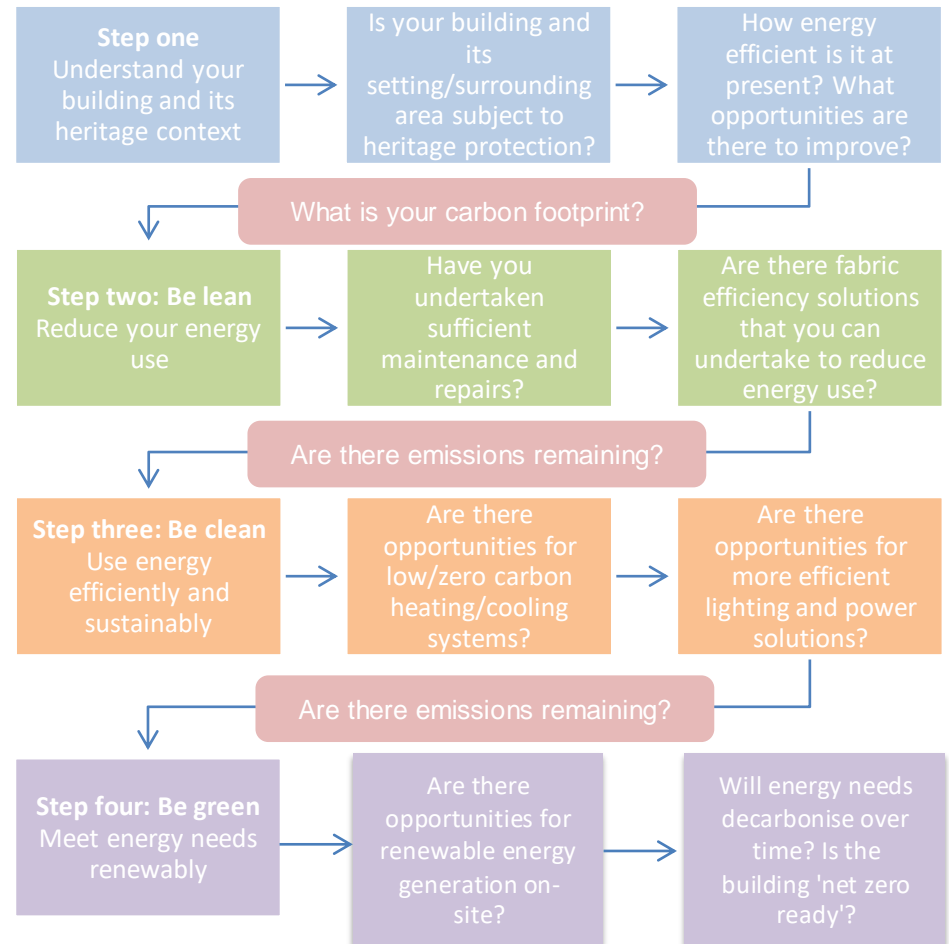 Step one
Understand your
building and its
heritage context
Is your building and
its
setting/surrounding
area subject to
heritage protection?
How energy
efficient is it at
present? What
opportunities are
there to improve?
What is your carbon footprint?
Step two: Be lean
Reduce your energy
use
Have you
undertaken
sufficient
maintenance and
repairs?
Are there fabric
efficiency solutions
that you can
undertake to reduce
energy use?
Are there emissions remaining?
Step three: Be clean
Use energy
efficiently and
sustainably
Are there
opportunities for
low/zero carbon
heating/cooling
systems?
Are there
opportunities for
more efficient
lighting and power
solutions?
Are there emissions remaining?
Step four: Be green
Meet energy needs
renewably
Are there
opportunities for
renewable energy
generation on-
site?
Will energy needs
decarbonise over
time? Is the
building 'net zero
ready'?